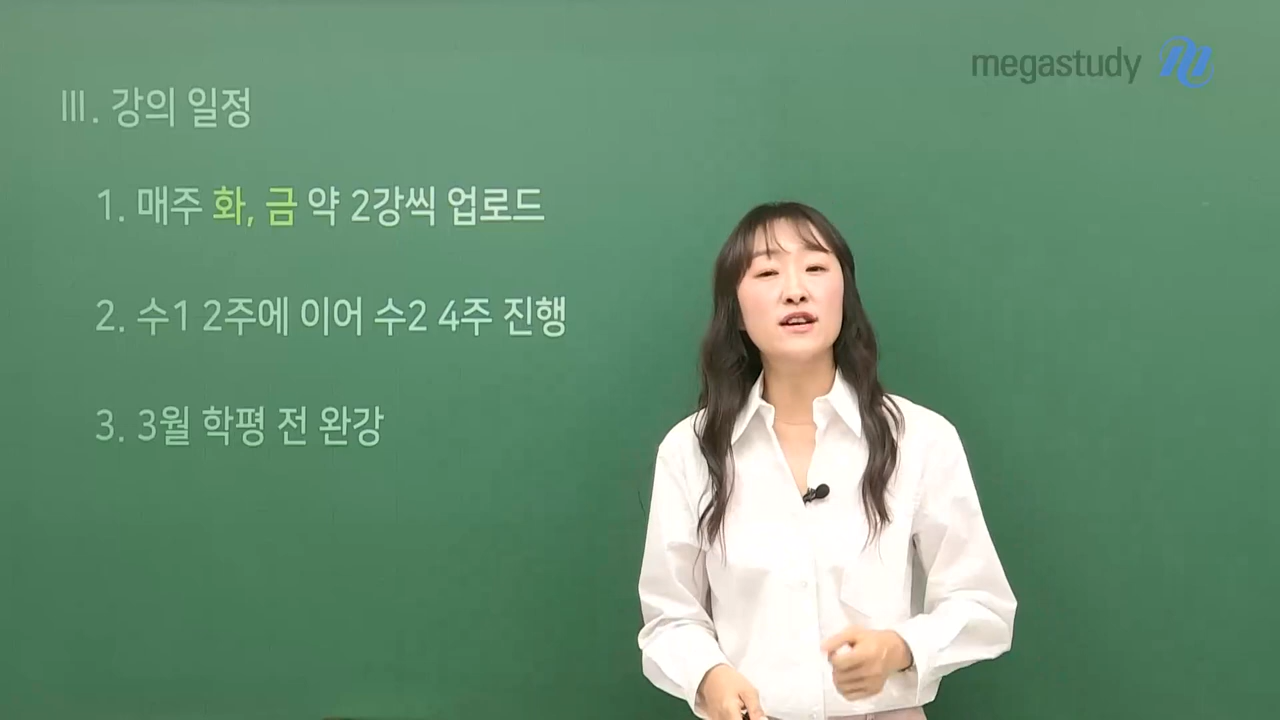 megastudy
Ⅲ. 강의 일정
1. 매주 화, 금 약 2강씩 업로드
2. 수1 2주에 이어 수2 4주 진행
3. 3월 학평 전 완강